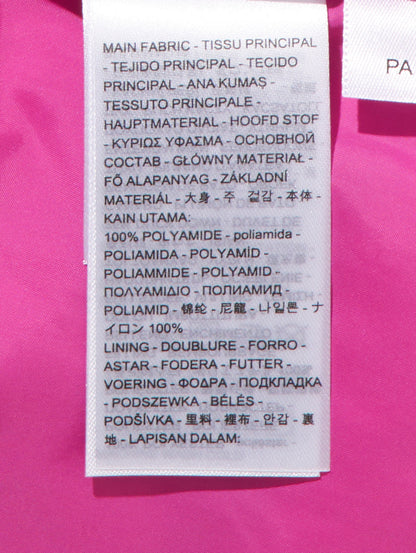 MAIN FABRIC - TISSU PRINCIPAL
- TEJIDO PRINCIPAL - TECIDO
PRINCIPAL - ANA KUMAŞ -
TESSUTO PRINCIPALE -
HAUPTMATERIAL - HOOFD STOF
- ΚΥΡΙΩΣ ΥΦΑΣΜΑ - ОСНОВНОЙ
СОСТАВ - GŁÓWNY MATERIAŁ -
FŐ ALAPANYAG - ZÁKLADNÍ
MATERIÁL - 大身 - 주 겉감 - 本体 -
KAIN UTAMA:
100% POLYAMIDE - poliamida -
POLIAMIDA - POLYAMİD -
POLIAMMIDE - POLYAMID -
ΠΟΛΥΑΜΙΔΙΟ - ПОЛИАМИД -
POLIAMID - 锦纶 - 尼龍 - 나일론 - ナ
イロン 100%
LINING - DOUBLURE - FORRO -
ASTAR - FODERA - FUTTER -
VOERING - ΦΟΔΡΑ - ПОДКЛАДКА
- PODSZEWKA - BÉLÉS -
PODŠÍVKA - 里料 - 裡布 - 안감 - 裏
地 - LAPISAN DALAM:
PA